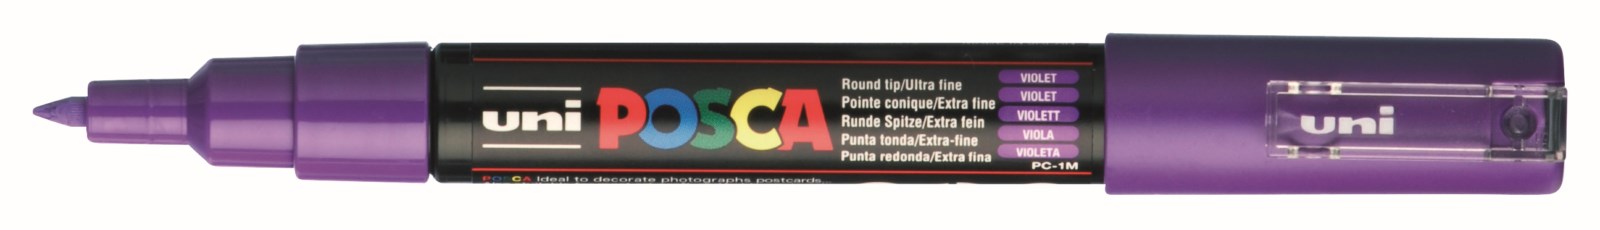 uni POSCA
Round tip/Ultra fine VIOLET
Pointe conique/Extra fine VIOLET
Runde Spitze/Extra fein VIOLETT
Punta tonda/Extra-fine VIOLA
Punta redonda/Extra fina VIOLETA
PC-1M
POSCA Ideal to decorate photographs postcards...
uni